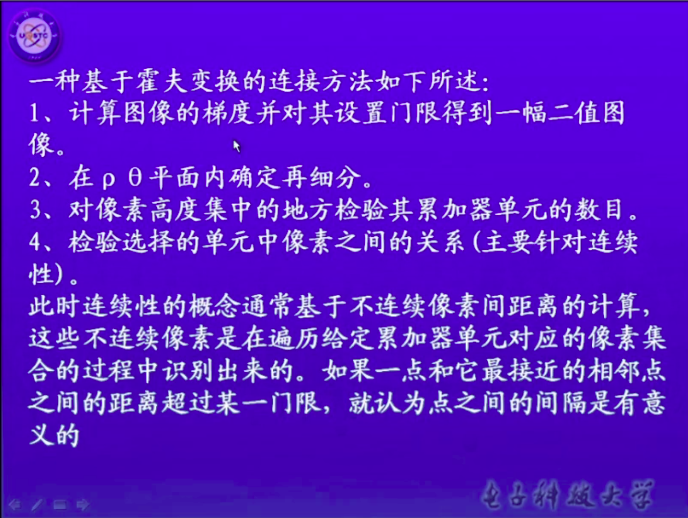 一种基于霍夫变换的连接方法如下所述:
1、计算图像的梯度并对其设置门限得到一幅二值图
像。
2、在ρθ平面内确定再细分。
3、对像素高度集中的地方检验其累加器单元的数目。
4、检验选择的单元中像素之间的关系(主要针对连续
性)。
此时连续性的概念通常基于不连续像素间距离的计算，
这些不连续像素是在遍历给定累加器单元对应的像素集
合的过程中识别出来的。如果一点和它最接近的相邻点
之间的距离超过某一门限，就认为点之间的间隔是有意
义的
电子科技大学